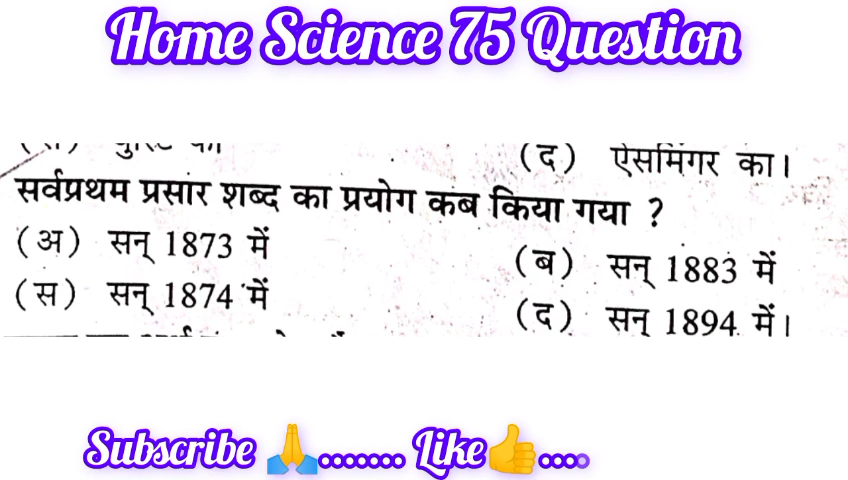 Home Science 75 Question
(द) ऐसमिंगर का।
सर्वप्रथम प्रसार शब्द का प्रयोग कब किया गया ?
(अ) सन् 1873 में (ब) सन् 1883 में
(स) सन् 1874 में (द) सन् 1894 में।
Subscribe 🙏....... Like👍....